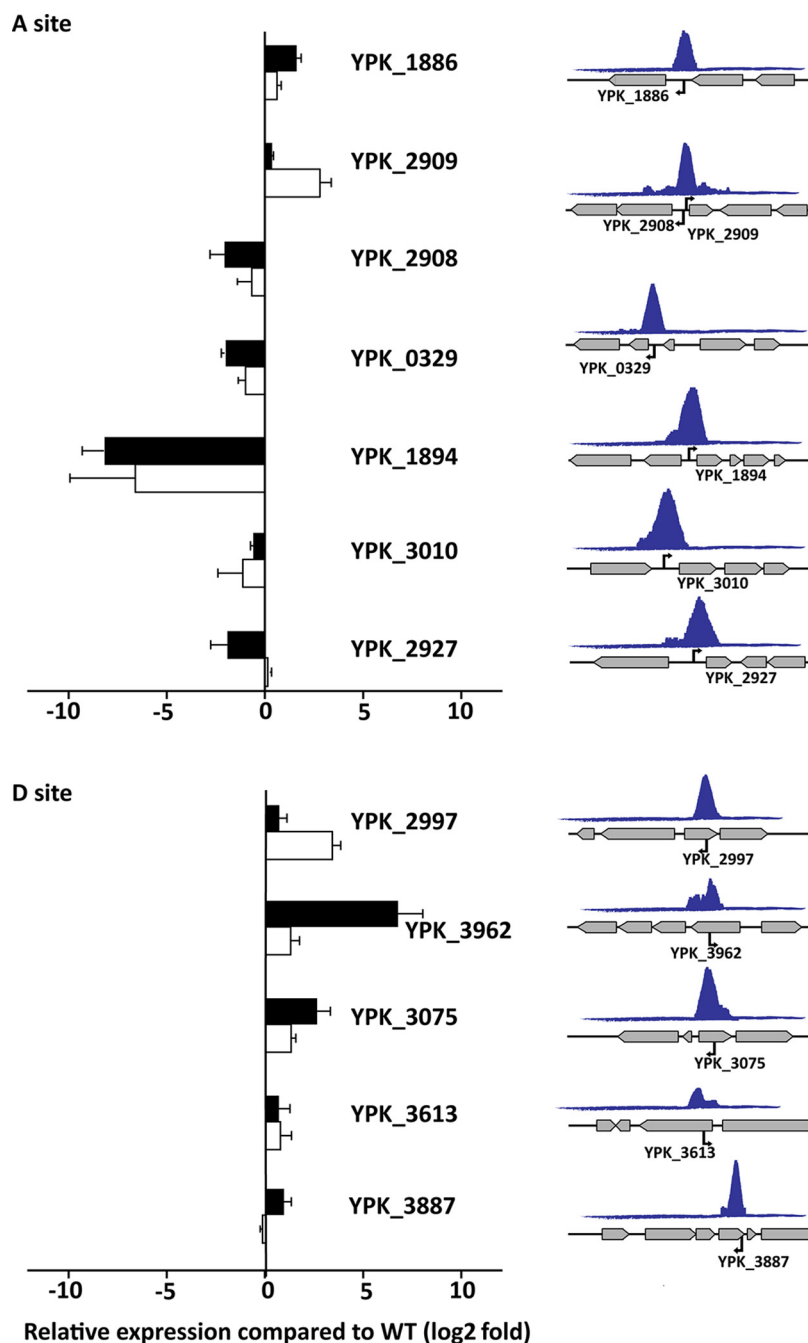 A site
YPK_1886
YPK_1886
YPK_2909
YPK_2908
YPK_2909
YPK_2908
YPK_0329
YPK_0329
YPK_1894
YPK_1894
YPK_3010
YPK_3010
YPK_2927
YPK_2927
-10 -5 0 5 10
D site
YPK_2997
YPK_2997
YPK_3962
YPK_3962
YPK_3075
YPK_3075
YPK_3613
YPK_3613
YPK_3887
YPK_3887
-10 -5 0 5 10
Relative expression compared to WT (log2 fold)